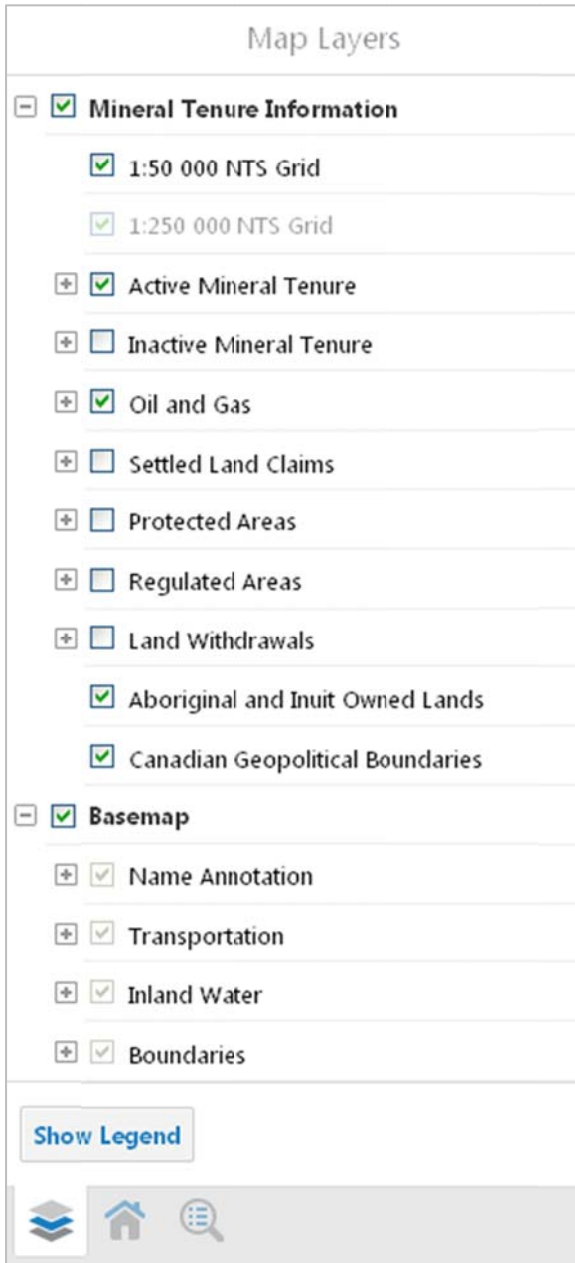 Map Layers
Mineral Tenure Information
1:50 000 NTS Grid
1:250 000 NTS Grid
Active Mineral Tenure
Inactive Mineral Tenure
Oil and Gas
Settled Land Claims
Protected Areas
Regulated Areas
Land Withdrawals
Aboriginal and Inuit Owned Lands
Canadian Geopolitical Boundaries
Basemap
Name Annotation
Transportation
Inland Water
Boundaries
Show Legend